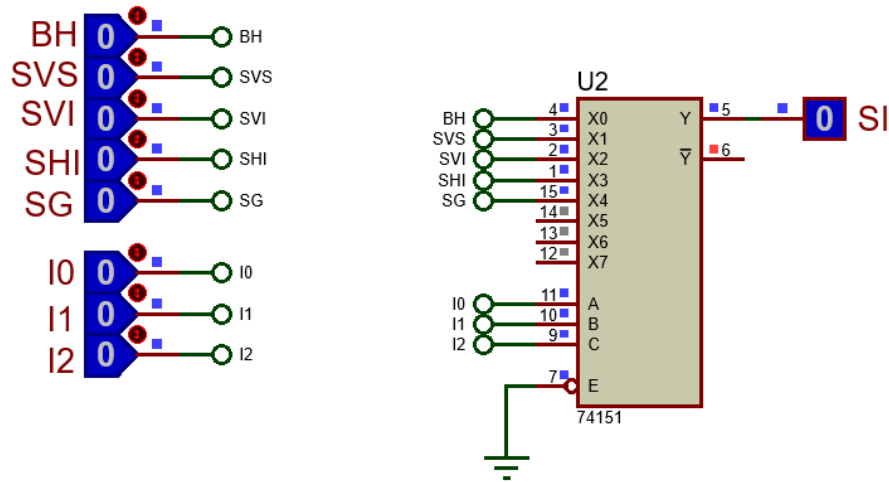 BH 0 BH
SVS 0 SVS
SVI 0 SVI
SHI 0 SHI
SG 0 SG
I0 0 I0
I1 0 I1
I2 0 I2
U2
BH 4 X0 Y 5 0 SI
SVS 3 X1
SVI 2 X2 Y 6
SHI 1 X3
SG 15 X4
14 X5
13 X6
12 X7
I0 11 A
I1 10 B
I2 9 C
7 E
74151